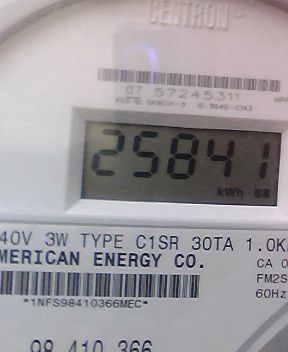 CENTRON
07 57245311
25841
kWh
40V 3W TYPE C1SR 30TA 1.0K
MERICAN ENERGY CO.
CA 0
FM2S
60Hz
*1NFS98410366MEC*
98 410 366